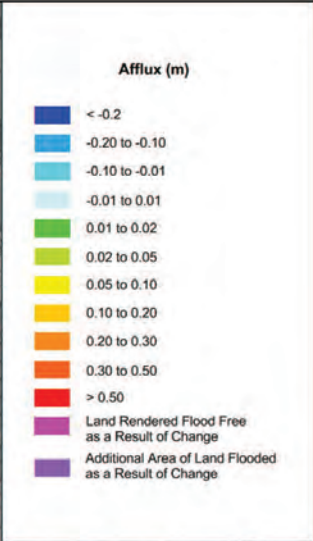 Afflux (m)
< -0.2
-0.20 to -0.10
-0.10 to -0.01
-0.01 to 0.01
0.01 to 0.02
0.02 to 0.05
0.05 to 0.10
0.10 to 0.20
0.20 to 0.30
0.30 to 0.50
> 0.50
Land Rendered Flood Free
as a Result of Change
Additional Area of Land Flooded
as a Result of Change